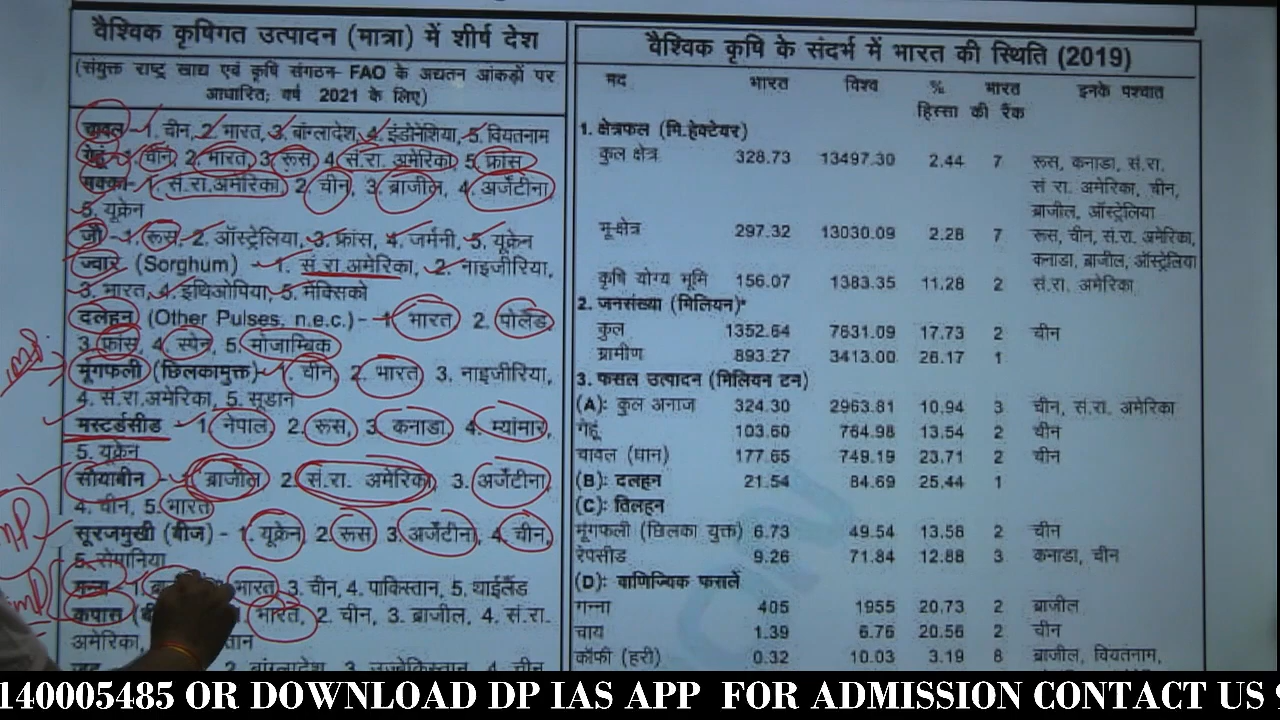 वैश्विक कृषिगत उत्पादन (मात्रा) में शीर्ष देश
(संयुक्त राष्ट्र खाद्य एवं कृषि संगठन- FAO के अद्यतन आंकड़ों पर
आधारित; वर्ष 2021 के लिए)
चावल - 1. चीन, 2. भारत, 3. बांग्लादेश, 4. इंडोनेशिया, 5. वियतनाम
गेहूं - 1. चीन 2. भारत 3. रूस 4. सं.रा. अमेरिका 5. फ्रांस
मक्का- 1. सं.रा.अमेरिका 2. चीन, 3. ब्राजील, 4. अर्जेंटीना
5. यूक्रेन
जौ - 1. रूस, 2. ऑस्ट्रेलिया, 3. फ्रांस, 4. जर्मनी, 5. यूक्रेन
ज्वार (Sorghum) - 1. सं.रा.अमेरिका, 2. नाइजीरिया,
3. भारत, 4. इथिओपिया, 5. मैक्सिको
दलहन (Other Pulses, n.e.c.) - 1. भारत 2. पोलैंड,
3. फ्रांस, 4. स्पेन, 5. मोजाम्बिक
मूंगफली (छिलकायुक्त) - 1. चीन, 2. भारत 3. नाइजीरिया,
4. सं.रा.अमेरिका, 5. सूडान
मस्टर्डसीड - 1. नेपाल 2. रूस, 3. कनाडा 4. म्यांमार,
5. यूक्रेन
सोयाबीन - 1. ब्राजील 2. सं.रा. अमेरिका, 3. अर्जेंटीना,
4. चीन, 5. भारत
सूरजमुखी (बीज) - 1. यूक्रेन 2. रूस 3. अर्जेंटीना 4. चीन,
5. रोमानिया
गन्ना 1. भारत, 3. चीन, 4. पाकिस्तान, 5. थाईलैंड
कपास भारत, 2. चीन, 3. ब्राजील, 4. सं.रा.
अमेरिका,
2. बांग्लादेश, 3. उज्बेकिस्तान, 4. चीन
वैश्विक कृषि के संदर्भ में भारत की स्थिति (2019)
मद भारत विश्व % भारत इनके पश्चात
हिस्सा की रैंक
1. क्षेत्रफल (मि.हेक्टेयर)
कुल क्षेत्र 328.73 13497.30 2.44 7 रूस, कनाडा, सं.रा.
सं रा. अमेरिका, चीन,
ब्राजील, ऑस्ट्रेलिया
भू-क्षेत्र 297.32 13030.09 2.28 7 रूस, चीन, सं.रा. अमेरिका,
कनाडा, ब्राजील, ऑस्ट्रेलिया
कृषि योग्य भूमि 156.07 1383.35 11.28 2 सं.रा. अमेरिका
2. जनसंख्या (मिलियन)*
कुल 1352.64 7631.09 17.73 2 चीन
ग्रामीण 893.27 3413.00 26.17 1
3. फसल उत्पादन (मिलियन टन)
(A): कुल अनाज 324.30 2963.81 10.94 3 चीन, सं.रा. अमेरिका
गेहूं 103.60 764.98 13.54 2 चीन
चावल (धान) 177.65 749.19 23.71 2 चीन
(B): दलहन 21.54 84.69 25.44 1
(C): तिलहन
मूंगफली (छिलका युक्त) 6.73 49.54 13.58 2 चीन
रेपसीड 9.26 71.84 12.88 3 कनाडा, चीन
(D): वाणिज्यिक फसलें
गन्ना 405 1955 20.73 2 ब्राजील
चाय 1.39 6.76 20.56 2 चीन
कॉफी (हरी) 0.32 10.03 3.19 8 ब्राजील, वियतनाम,
140005485 OR DOWNLOAD DP IAS APP FOR ADMISSION CONTACT US